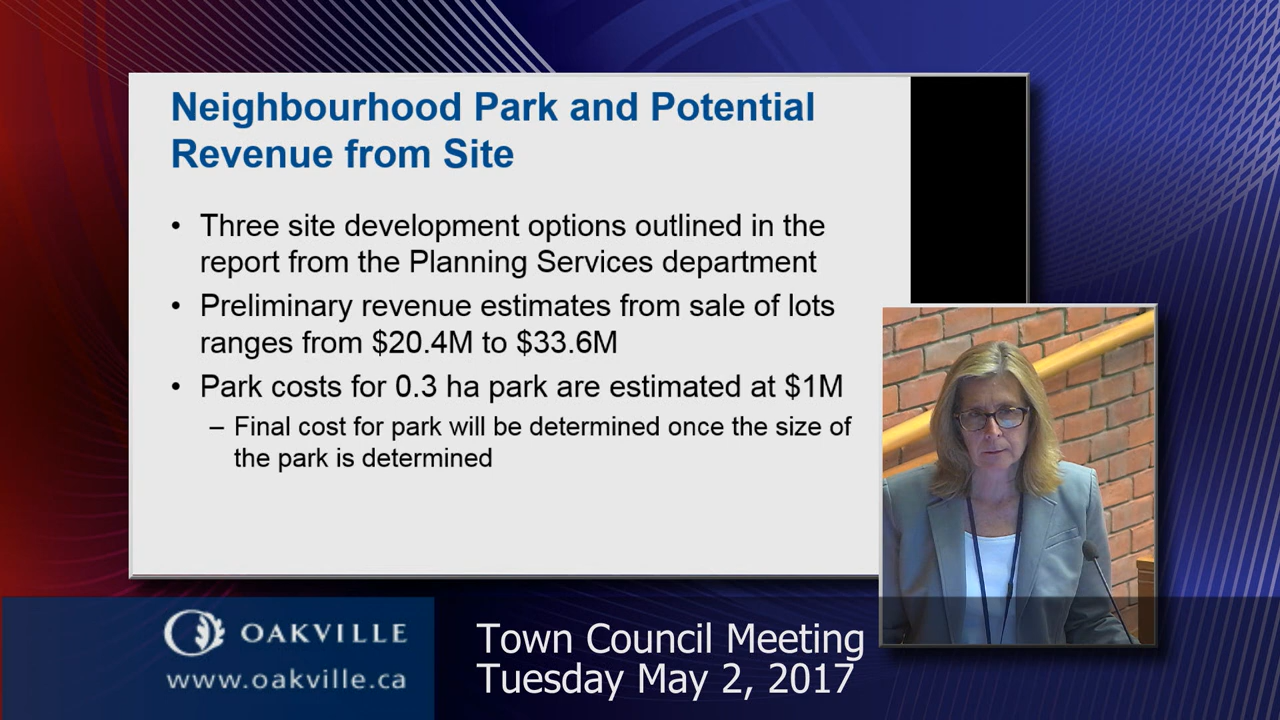 Neighbourhood Park and Potential
Revenue from Site
• Three site development options outlined in the
report from the Planning Services department
• Preliminary revenue estimates from sale of lots
ranges from $20.4M to $33.6M
• Park costs for 0.3 ha park are estimated at $1M
– Final cost for park will be determined once the size of
the park is determined
OAKVILLE
www.oakville.ca
Town Council Meeting
Tuesday May 2, 2017